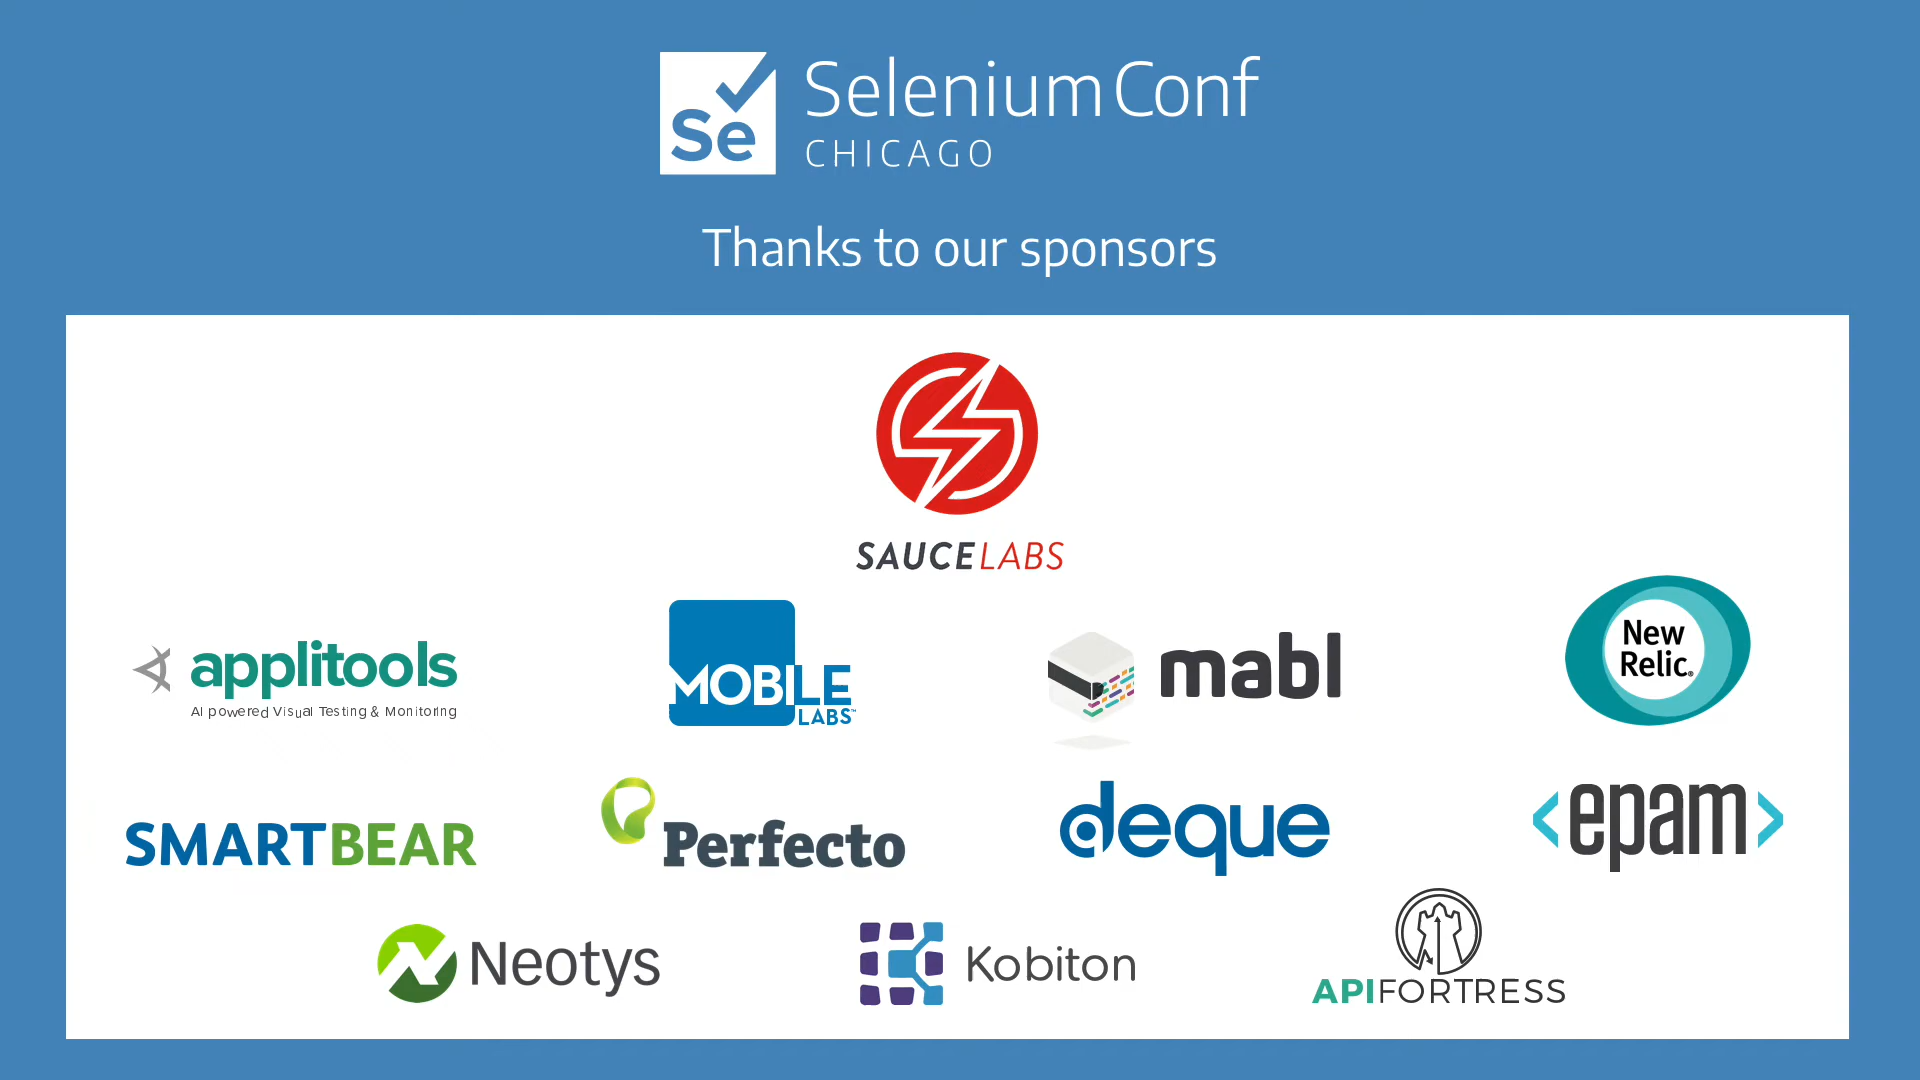 Se
Selenium Conf
CHICAGO
Thanks to our sponsors
SAUCE LABS
applitools
AI powered Visual Testing & Monitoring
MOBILE
LABS™
mabl
New
Relic®
SMARTBEAR
Perfecto
deque
<epam>
Neotys
Kobiton
APIFORTRESS